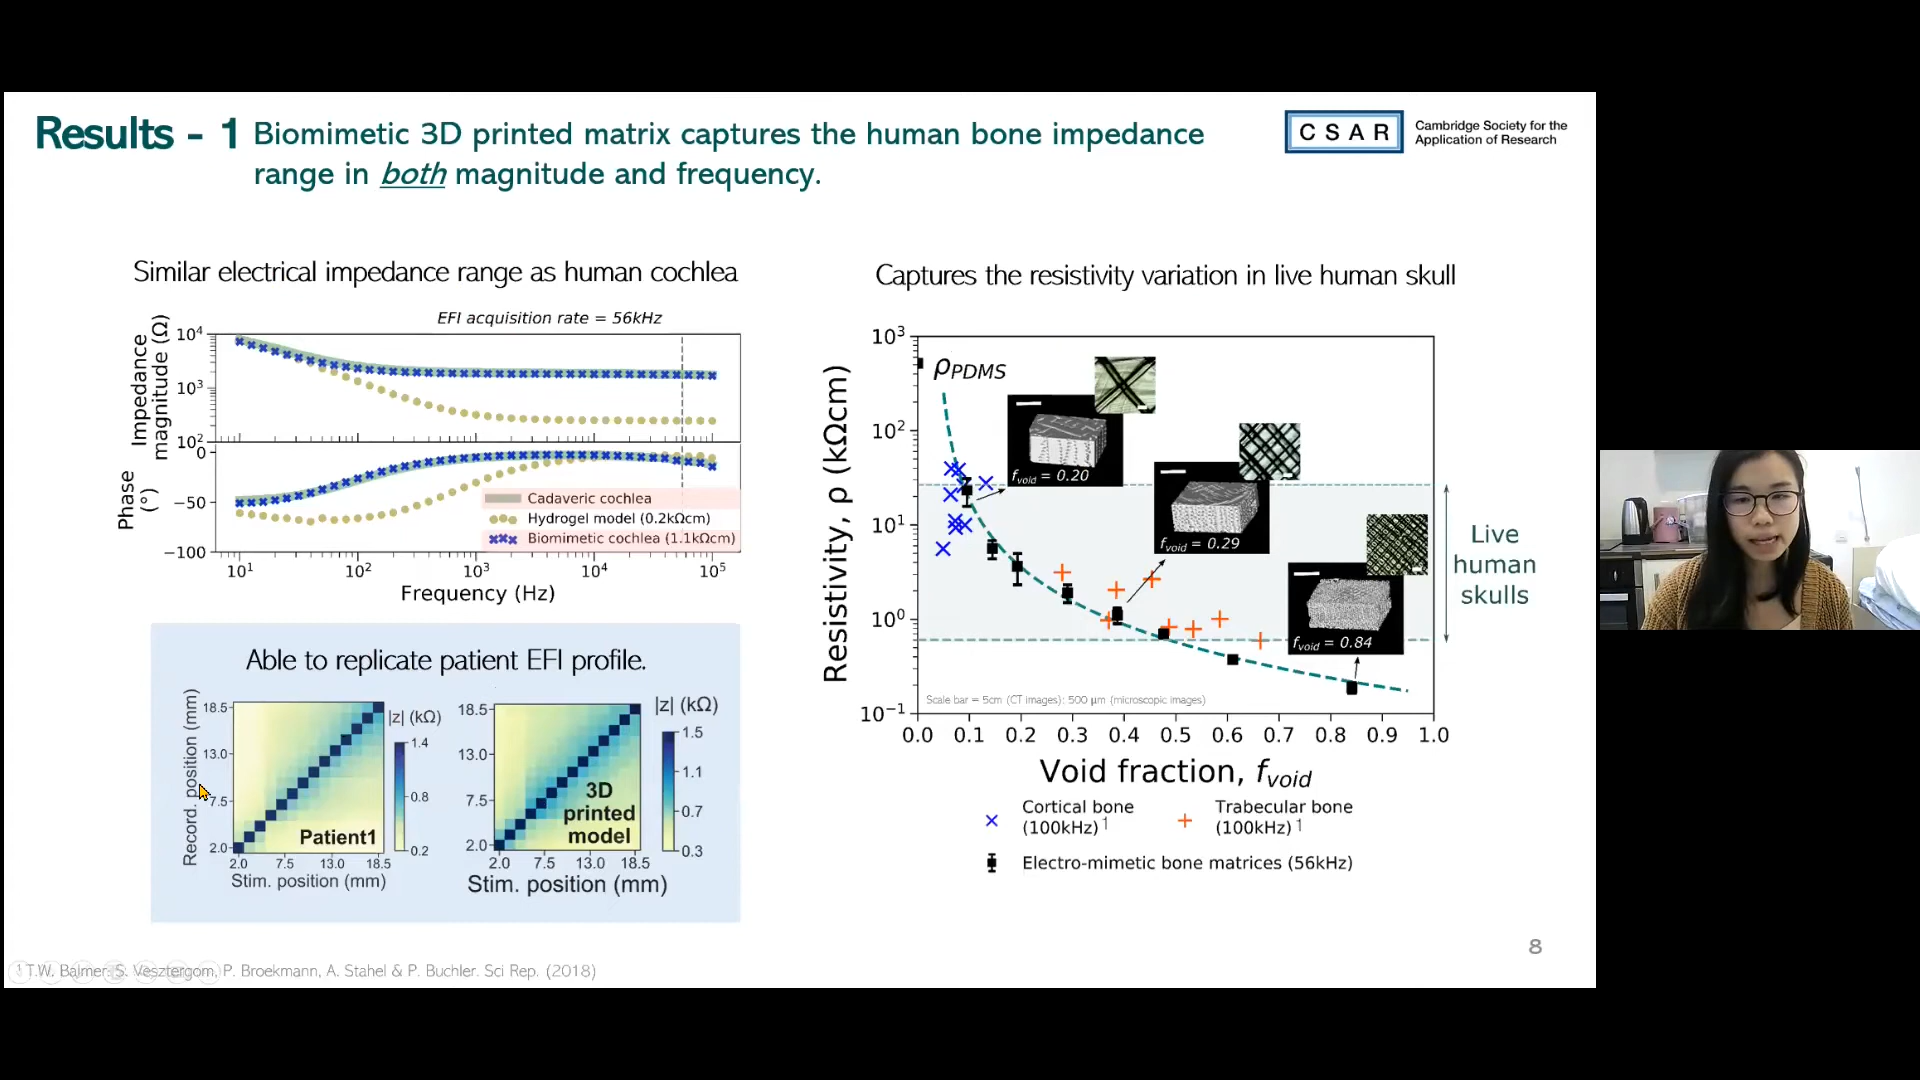 Results - 1
Biomimetic 3D printed matrix captures the human bone impedance
range in both magnitude and frequency.
CSAR
Cambridge Society for the
Application of Research
Similar electrical impedance range as human cochlea
EFI acquisition rate = 56kHz
Impedance
magnitude (Ω)
10⁴
10³
10²
Phase
(°)
0
−50
−100
Cadaveric cochlea
Hydrogel model (0.2kΩcm)
Biomimetic cochlea (1.1kΩcm)
10¹ 10² 10³ 10⁴ 10⁵
Frequency (Hz)
Able to replicate patient EFI profile.
Record. position (mm)
18.5
13.0
7.5
2.0
Patient1
2.0 7.5 13.0 18.5
Stim. position (mm)
|z| (kΩ)
1.4
0.8
0.2
18.5
13.0
7.5
2.0
3D
printed
model
2.0 7.5 13.0 18.5
Stim. position (mm)
|z| (kΩ)
1.5
1.1
0.7
0.3
Captures the resistivity variation in live human skull
Resistivity, ρ (kΩcm)
10³
10²
10¹
10⁰
10⁻¹
ρPDMS
fvoid = 0.20
fvoid = 0.29
fvoid = 0.84
Live
human
skulls
Scale bar = 5cm (CT images); 500 μm (microscopic images)
0.0 0.1 0.2 0.3 0.4 0.5 0.6 0.7 0.8 0.9 1.0
Void fraction, fvoid
Cortical bone
(100kHz)¹
Trabecular bone
(100kHz)¹
Electro-mimetic bone matrices (56kHz)
8
¹ T.W. Balmer, S. Vesztergom, P. Broekmann, A. Stahel & P. Buchler. Sci Rep. (2018)